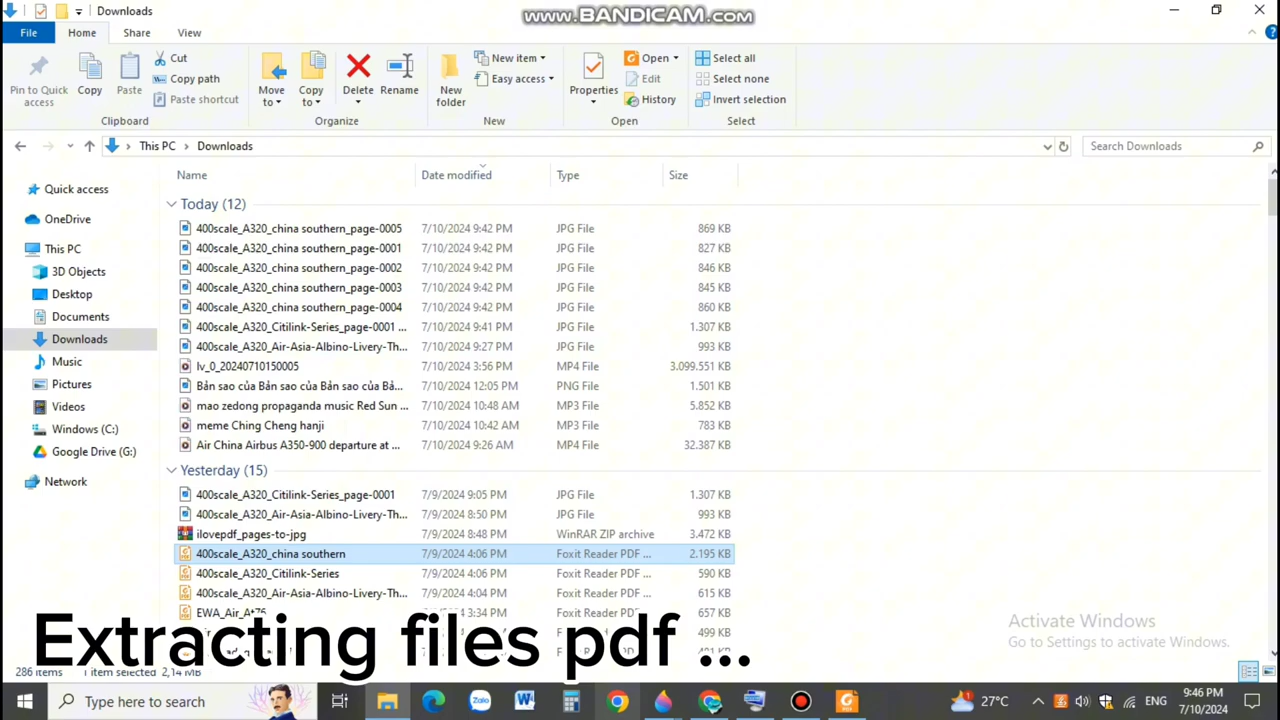 Downloads
www.BANDICAM.com
File Home Share View
Pin to Quick access
Copy
Paste
Cut
Copy path
Paste shortcut
Clipboard
Move to
Copy to
Delete
Rename
Organize
New folder
New item
Easy access
New
Properties
Open
Edit
History
Open
Select all
Select none
Invert selection
Select
This PC Downloads
Search Downloads
Quick access
OneDrive
This PC
3D Objects
Desktop
Documents
Downloads
Music
Pictures
Videos
Windows (C:)
Google Drive (G:)
Network
Name Date modified Type Size
Today (12)
400scale_A320_china southern_page-0005 7/10/2024 9:42 PM JPG File 869 KB
400scale_A320_china southern_page-0001 7/10/2024 9:42 PM JPG File 827 KB
400scale_A320_china southern_page-0002 7/10/2024 9:42 PM JPG File 846 KB
400scale_A320_china southern_page-0003 7/10/2024 9:42 PM JPG File 845 KB
400scale_A320_china southern_page-0004 7/10/2024 9:42 PM JPG File 860 KB
400scale_A320_Citilink-Series_page-0001 ... 7/10/2024 9:41 PM JPG File 1.307 KB
400scale_A320_Air-Asia-Albino-Livery-Th... 7/10/2024 9:27 PM JPG File 993 KB
lv_0_20240710150005 7/10/2024 3:56 PM MP4 File 3.099.551 KB
Bản sao của Bản sao của Bản sao của Bả... 7/10/2024 12:05 PM PNG File 1.501 KB
mao zedong propaganda music Red Sun ... 7/10/2024 10:48 AM MP3 File 5.852 KB
meme Ching Cheng hanji 7/10/2024 10:42 AM MP3 File 783 KB
Air China Airbus A350-900 departure at ... 7/10/2024 9:26 AM MP4 File 32.387 KB
Yesterday (15)
400scale_A320_Citilink-Series_page-0001 7/9/2024 9:05 PM JPG File 1.307 KB
400scale_A320_Air-Asia-Albino-Livery-Th... 7/9/2024 8:50 PM JPG File 993 KB
ilovepdf_pages-to-jpg 7/9/2024 8:48 PM WinRAR ZIP archive 3.472 KB
400scale_A320_china southern 7/9/2024 4:06 PM Foxit Reader PDF ... 2.195 KB
400scale_A320_Citilink-Series 7/9/2024 4:06 PM Foxit Reader PDF ... 590 KB
400scale_A320_Air-Asia-Albino-Livery-Th... 7/9/2024 4:04 PM Foxit Reader PDF ... 615 KB
EWA_Air_At76 3:34 PM Foxit Reader PDF ... 657 KB
499 KB
Extracting files pdf ...
286 items 1 item selected 2,14 MB
Activate Windows
Go to Settings to activate Windows.
Type here to search
Zalo
27°C
ENG
9:46 PM
7/10/2024